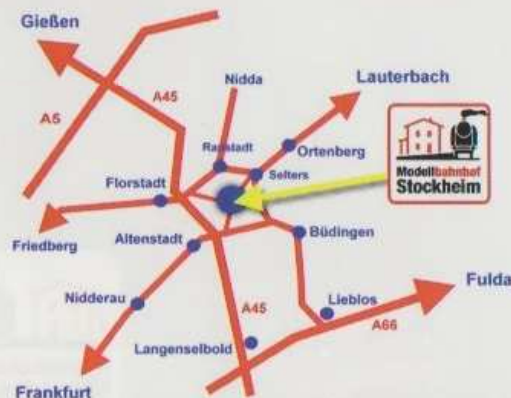 Gießen
Nidda
Lauterbach
A45
A5
Ranstadt
Ortenberg
Selters
Modellbahnhof
Stockheim
Florstadt
Friedberg
Altenstadt
Büdingen
Fulda
Nidderau
A45
Lieblos
A66
Langenselbold
Frankfurt